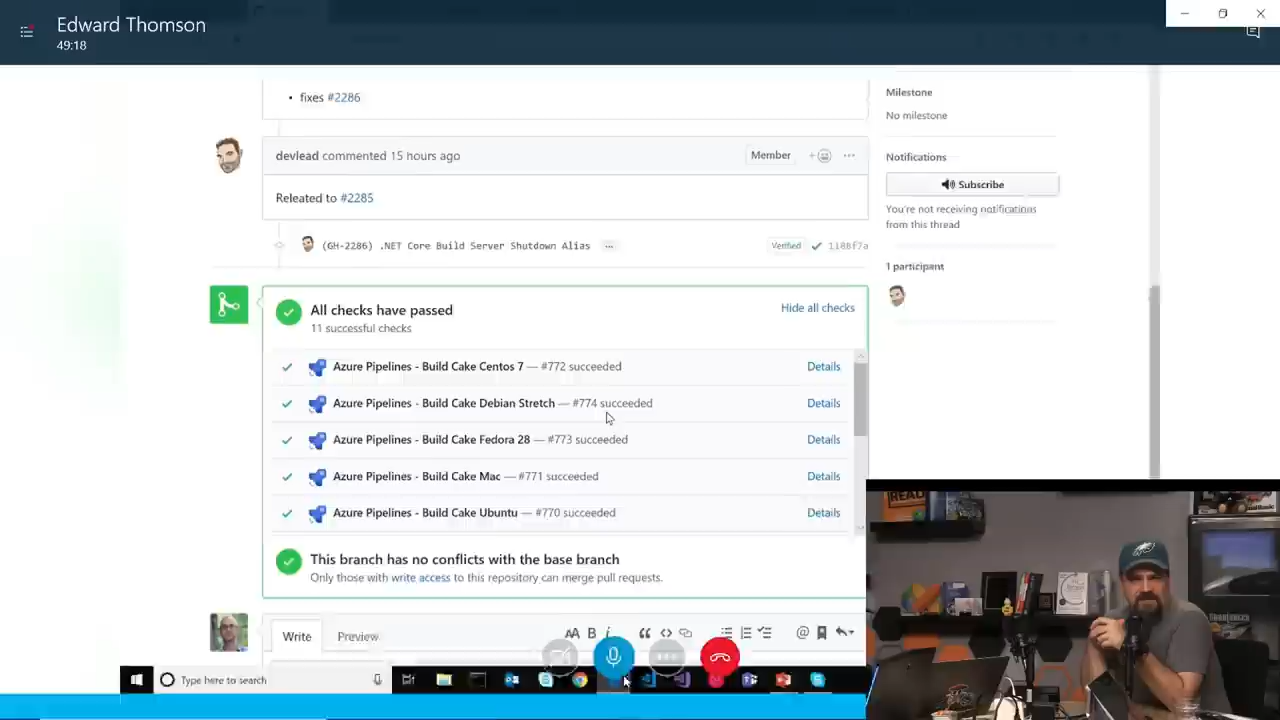 Edward Thomson
49:18
• fixes #2286
devlead commented 15 hours ago
Member
Releated to #2285
(GH-2286) .NET Core Build Server Shutdown Alias
Verified
1188f7a
All checks have passed
11 successful checks
Hide all checks
Azure Pipelines - Build Cake Centos 7 — #772 succeeded
Details
Azure Pipelines - Build Cake Debian Stretch — #774 succeeded
Details
Azure Pipelines - Build Cake Fedora 28 — #773 succeeded
Details
Azure Pipelines - Build Cake Mac — #771 succeeded
Details
Azure Pipelines - Build Cake Ubuntu — #770 succeeded
Details
This branch has no conflicts with the base branch
Only those with write access to this repository can merge pull requests.
Write
Preview
Type here to search
Milestone
No milestone
Notifications
Subscribe
You're not receiving notifications
from this thread
1 participant
READ